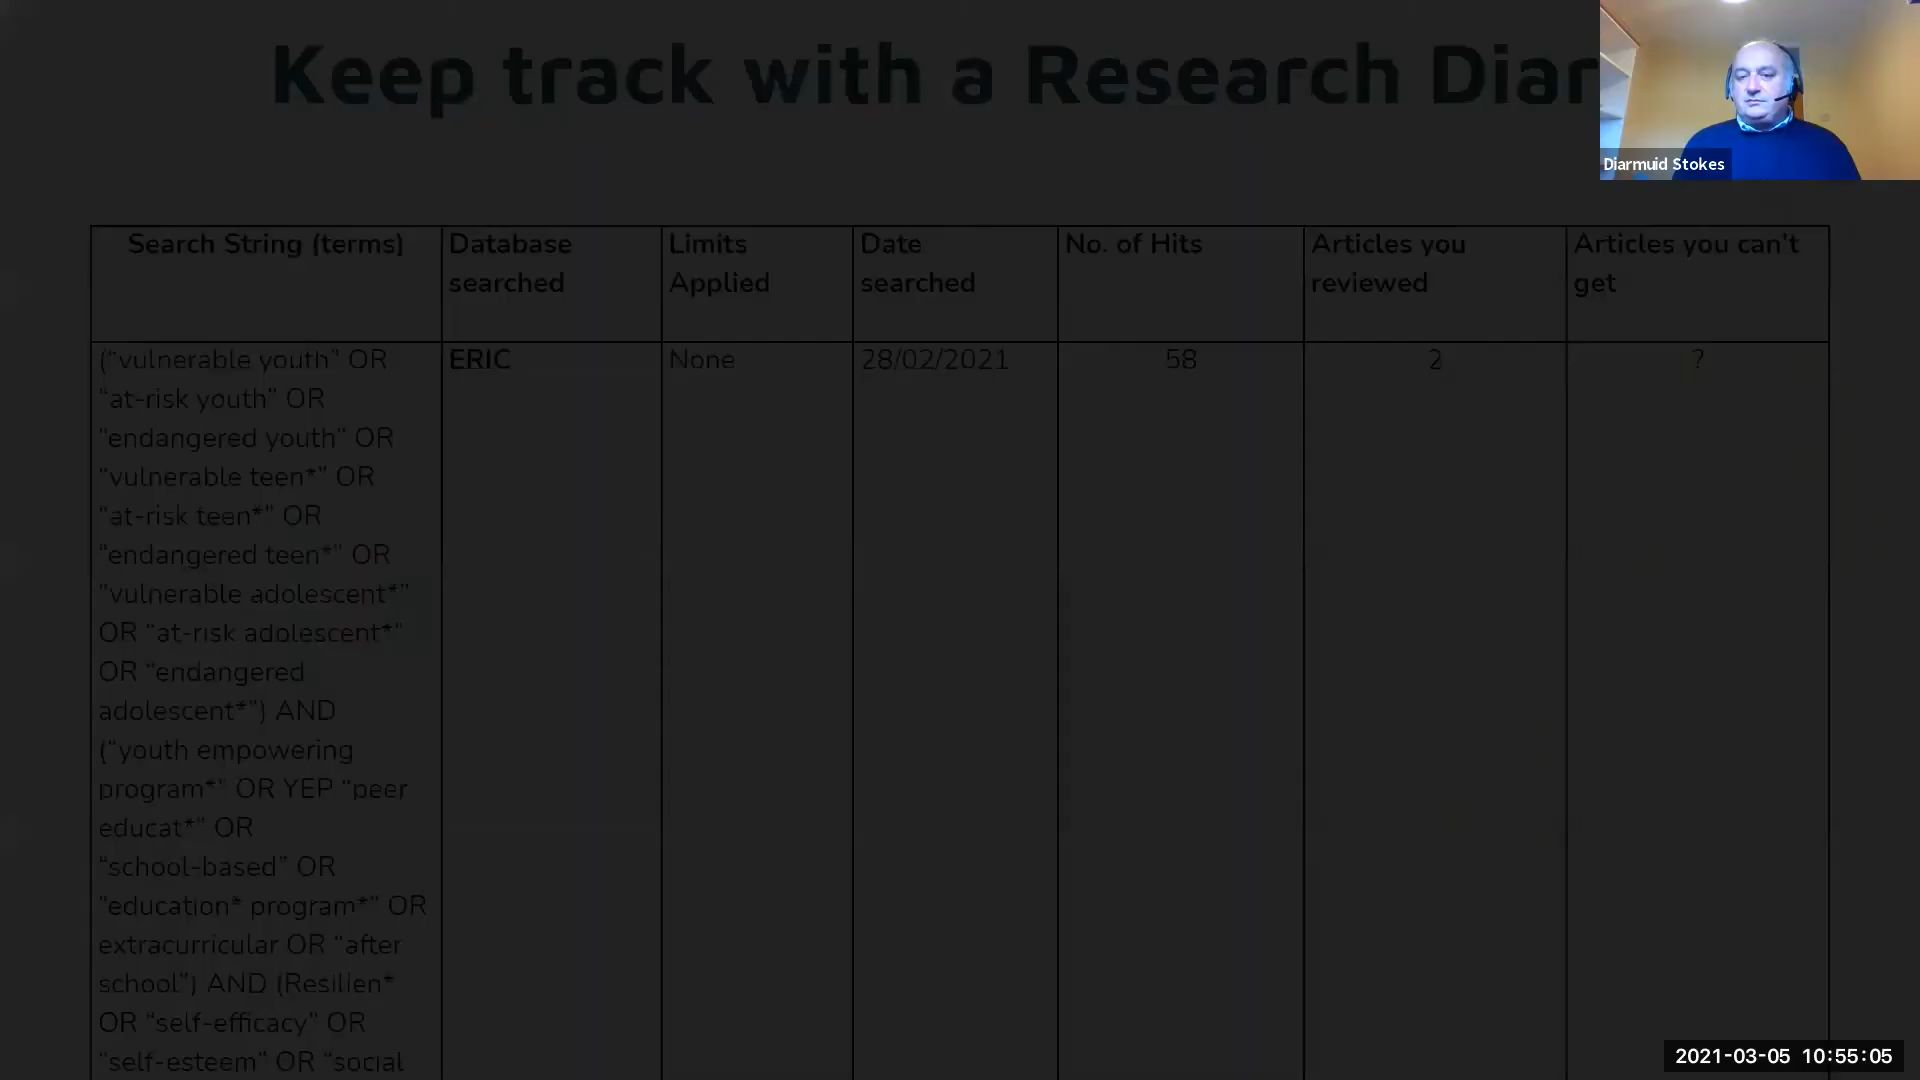 Keep track with a Research Diar
Diarmuid Stokes
Search String (terms)
Database
searched
Limits
Applied
Date
searched
No. of Hits
Articles you
reviewed
Articles you can't
get
(“vulnerable youth” OR
“at-risk youth” OR
“endangered youth” OR
“vulnerable teen*” OR
“at-risk teen*” OR
“endangered teen*” OR
“vulnerable adolescent*”
OR “at-risk adolescent*”
OR “endangered
adolescent*”) AND
(“youth empowering
program*” OR YEP “peer
educat*” OR
“school-based” OR
“education* program*” OR
extracurricular OR “after
school”) AND (Resilien*
OR “self-efficacy” OR
“self-esteem” OR “social
ERIC
None
28/02/2021
58
2
?
2021-03-05 10:55:05